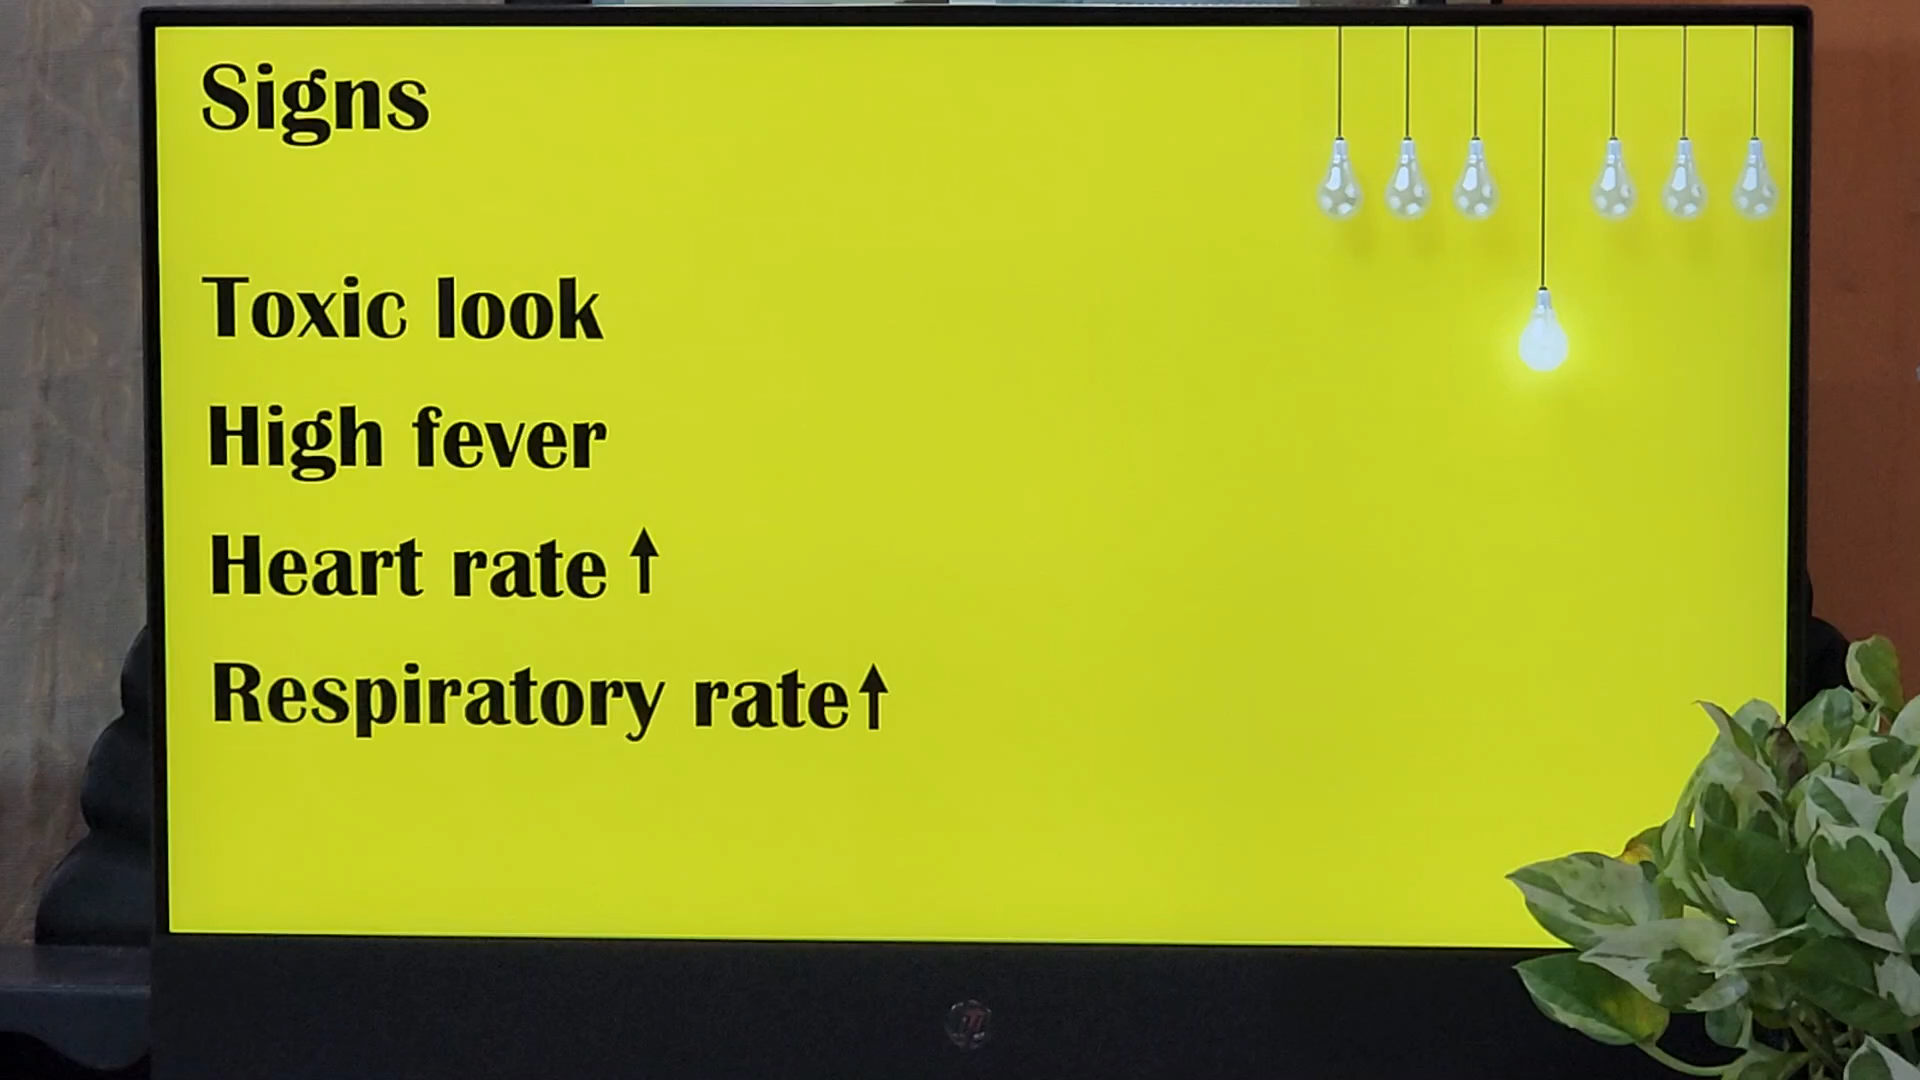 Signs
Toxic look
High fever
Heart rate ↑
Respiratory rate ↑